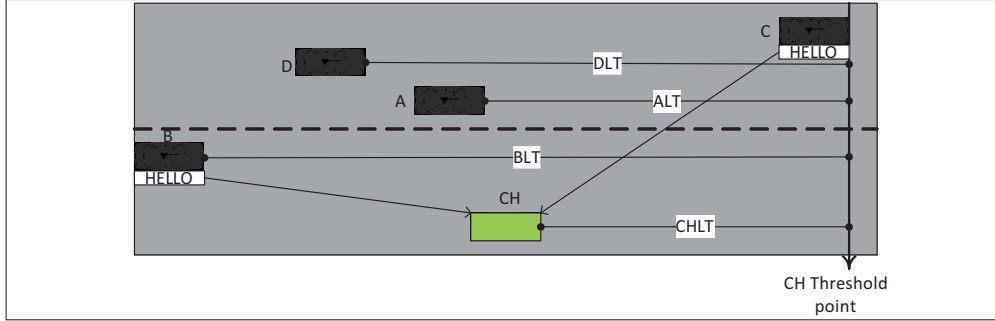 C
HELLO
D
DLT
A
ALT
B
BLT
HELLO
CH
CHLT
CH Threshold
point